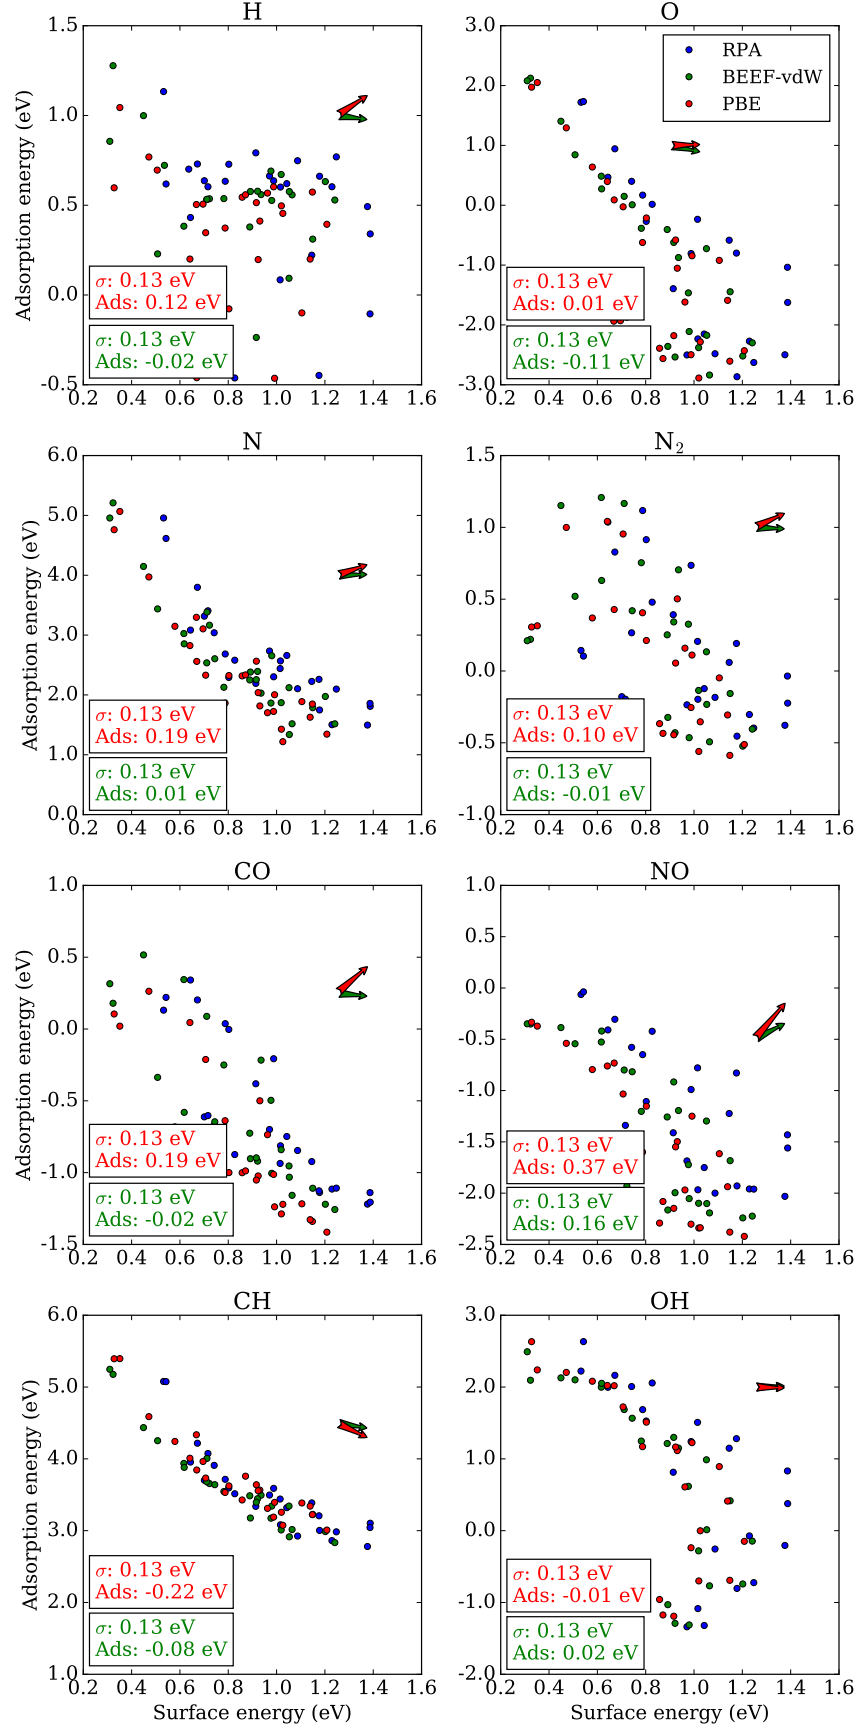 H
1.5
1.0
0.5
0.0
-0.5
Adsorption energy (eV)
σ: 0.13 eV
Ads: 0.12 eV
σ: 0.13 eV
Ads: -0.02 eV
0.2 0.4 0.6 0.8 1.0 1.2 1.4 1.6
O
3.0
2.0
1.0
0.0
-1.0
-2.0
-3.0
RPA
BEEF-vdW
PBE
σ: 0.13 eV
Ads: 0.01 eV
σ: 0.13 eV
Ads: -0.11 eV
0.2 0.4 0.6 0.8 1.0 1.2 1.4 1.6
N
6.0
5.0
4.0
3.0
2.0
1.0
0.0
Adsorption energy (eV)
σ: 0.13 eV
Ads: 0.19 eV
σ: 0.13 eV
Ads: 0.01 eV
0.2 0.4 0.6 0.8 1.0 1.2 1.4 1.6
N₂
1.5
1.0
0.5
0.0
-0.5
-1.0
σ: 0.13 eV
Ads: 0.10 eV
σ: 0.13 eV
Ads: -0.01 eV
0.2 0.4 0.6 0.8 1.0 1.2 1.4 1.6
CO
1.0
0.5
0.0
-0.5
-1.0
-1.5
Adsorption energy (eV)
σ: 0.13 eV
Ads: 0.19 eV
σ: 0.13 eV
Ads: -0.02 eV
0.2 0.4 0.6 0.8 1.0 1.2 1.4 1.6
NO
1.0
0.5
0.0
-0.5
-1.0
-1.5
-2.0
-2.5
σ: 0.13 eV
Ads: 0.37 eV
σ: 0.13 eV
Ads: 0.16 eV
0.2 0.4 0.6 0.8 1.0 1.2 1.4 1.6
CH
6.0
5.0
4.0
3.0
2.0
1.0
Adsorption energy (eV)
σ: 0.13 eV
Ads: -0.22 eV
σ: 0.13 eV
Ads: -0.08 eV
0.2 0.4 0.6 0.8 1.0 1.2 1.4 1.6
Surface energy (eV)
OH
3.0
2.0
1.0
0.0
-1.0
-2.0
σ: 0.13 eV
Ads: -0.01 eV
σ: 0.13 eV
Ads: 0.02 eV
0.2 0.4 0.6 0.8 1.0 1.2 1.4 1.6
Surface energy (eV)